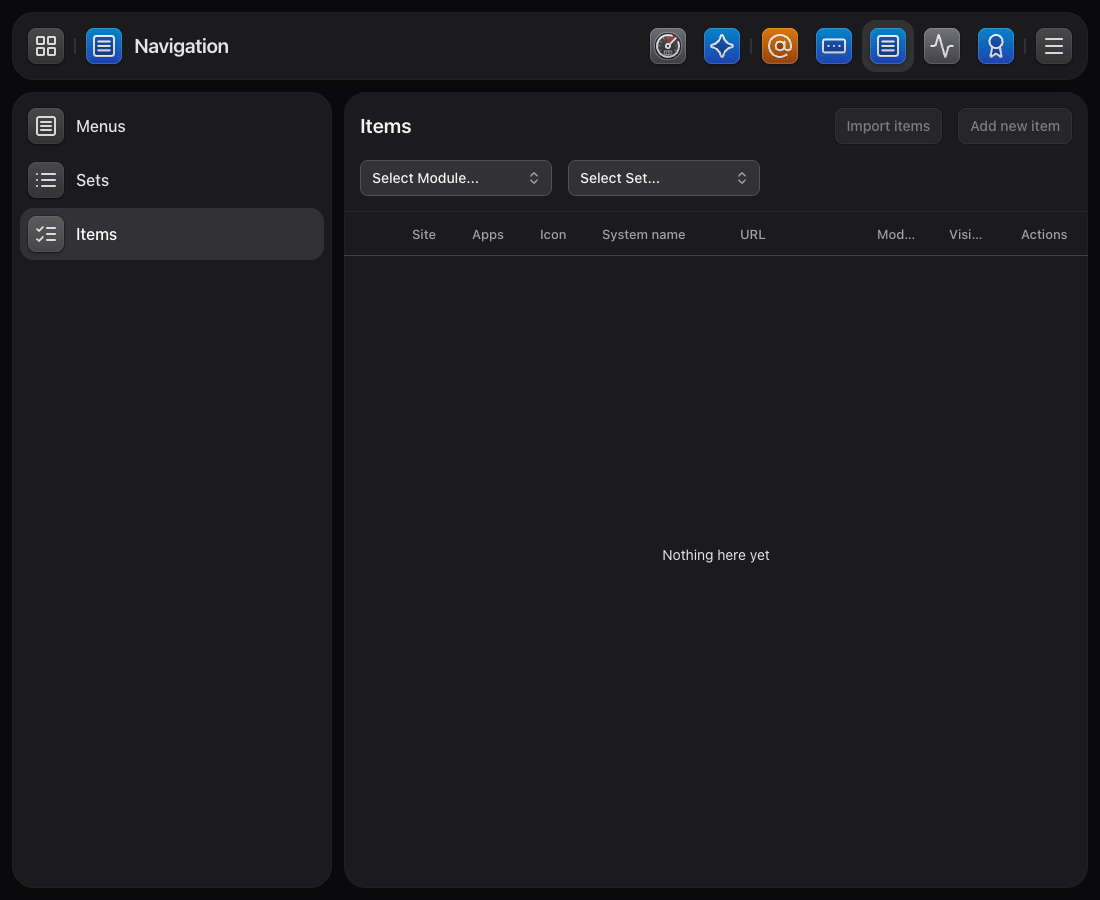 Navigation
Menus
Sets
Items
Items
Import items
Add new item
Select Module...
Select Set...
Site Apps Icon System name URL Mod... Visi... Actions
Nothing here yet